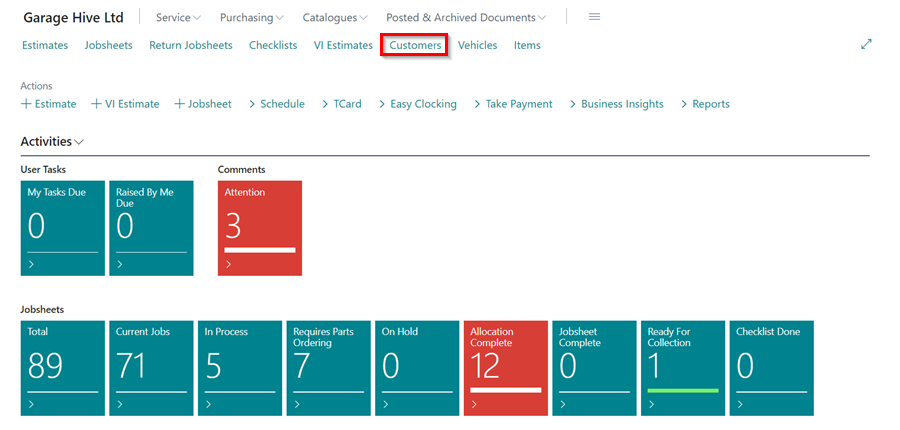 Garage Hive Ltd Service Purchasing Catalogues Posted & Archived Documents
Estimates Jobsheets Return Jobsheets Checklists VI Estimates Customers Vehicles Items
Actions
+ Estimate + VI Estimate + Jobsheet > Schedule > TCard > Easy Clocking > Take Payment > Business Insights > Reports
Activities
User Tasks Comments
My Tasks Due
0
Raised By Me
Due
0
Attention
3
Jobsheets
Total
89
Current Jobs
71
In Process
5
Requires Parts
Ordering
7
On Hold
0
Allocation
Complete
12
Jobsheet
Complete
0
Ready For
Collection
1
Checklist Done
0